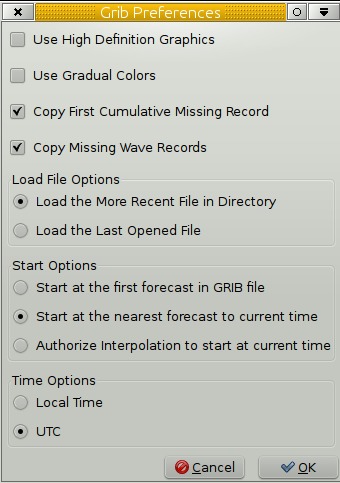 Grib Preferences
Use High Definition Graphics
Use Gradual Colors
Copy First Cumulative Missing Record
Copy Missing Wave Records
Load File Options
Load the More Recent File in Directory
Load the Last Opened File
Start Options
Start at the first forecast in GRIB file
Start at the nearest forecast to current time
Authorize Interpolation to start at current time
Time Options
Local Time
UTC
Cancel
OK